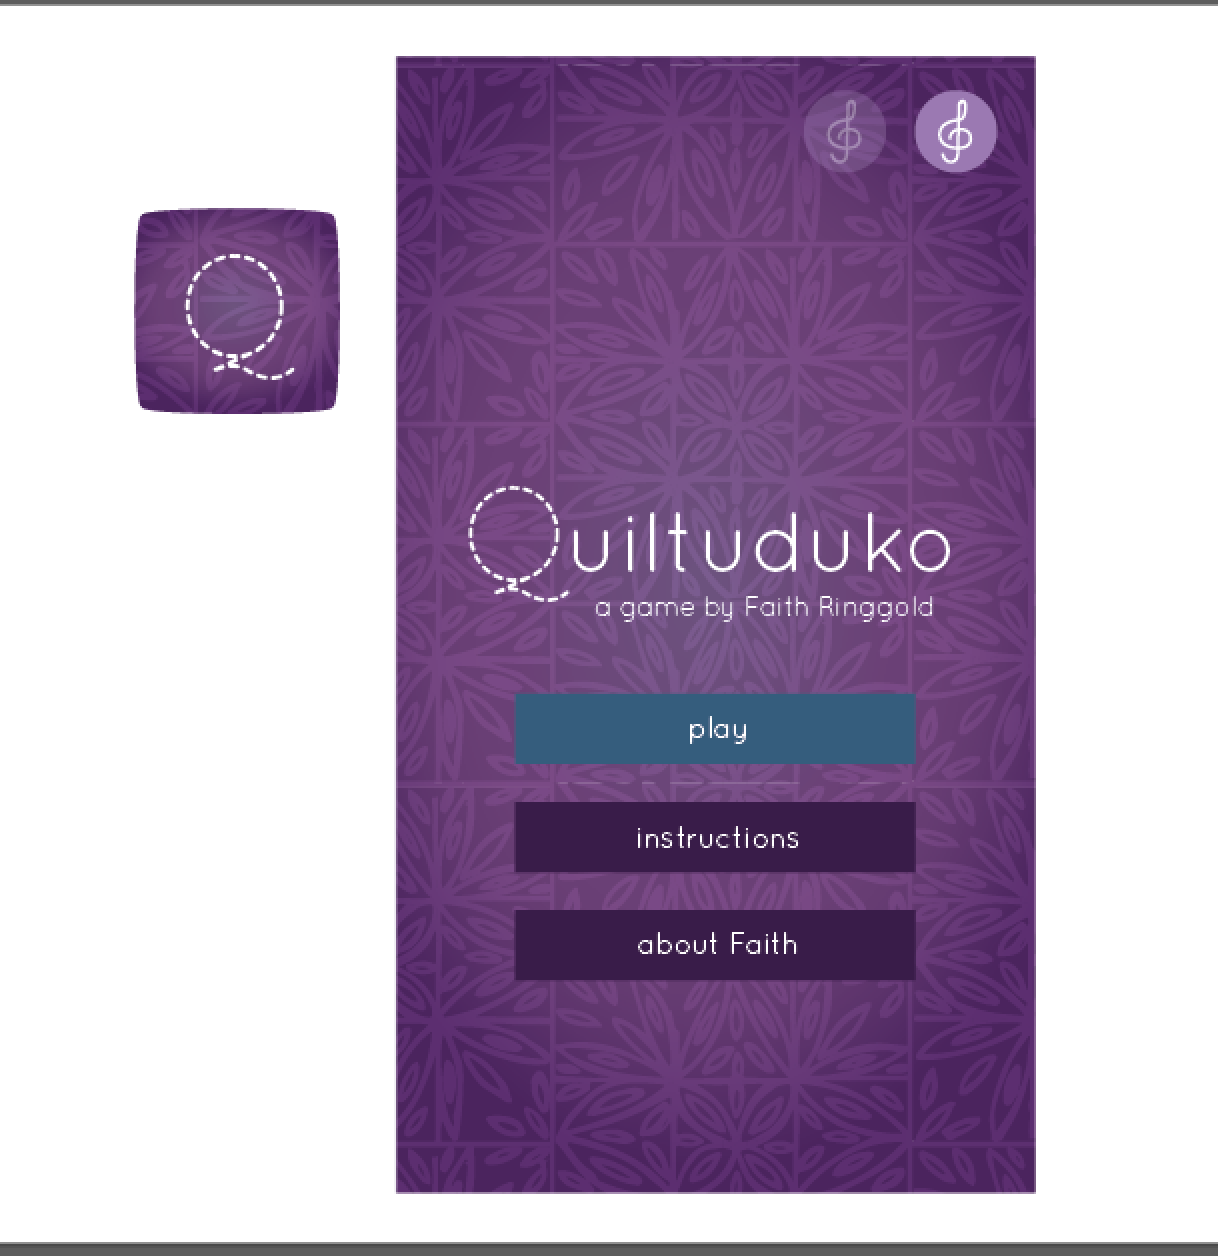 Q
Quiltuduko
a game by Faith Ringgold
play
instructions
about Faith